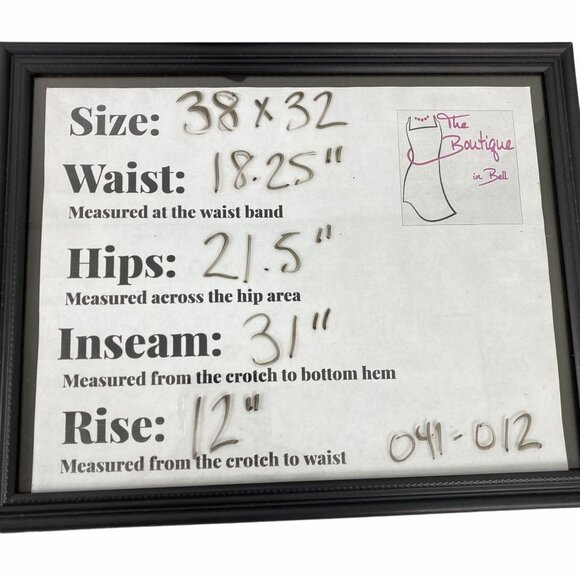 Size: 38 x 32
The
Boutique
in Bell
Waist: 18.25"
Measured at the waist band
Hips: 21.5"
Measured across the hip area
Inseam: 31"
Measured from the crotch to bottom hem
Rise: 12"
Measured from the crotch to waist
041-012